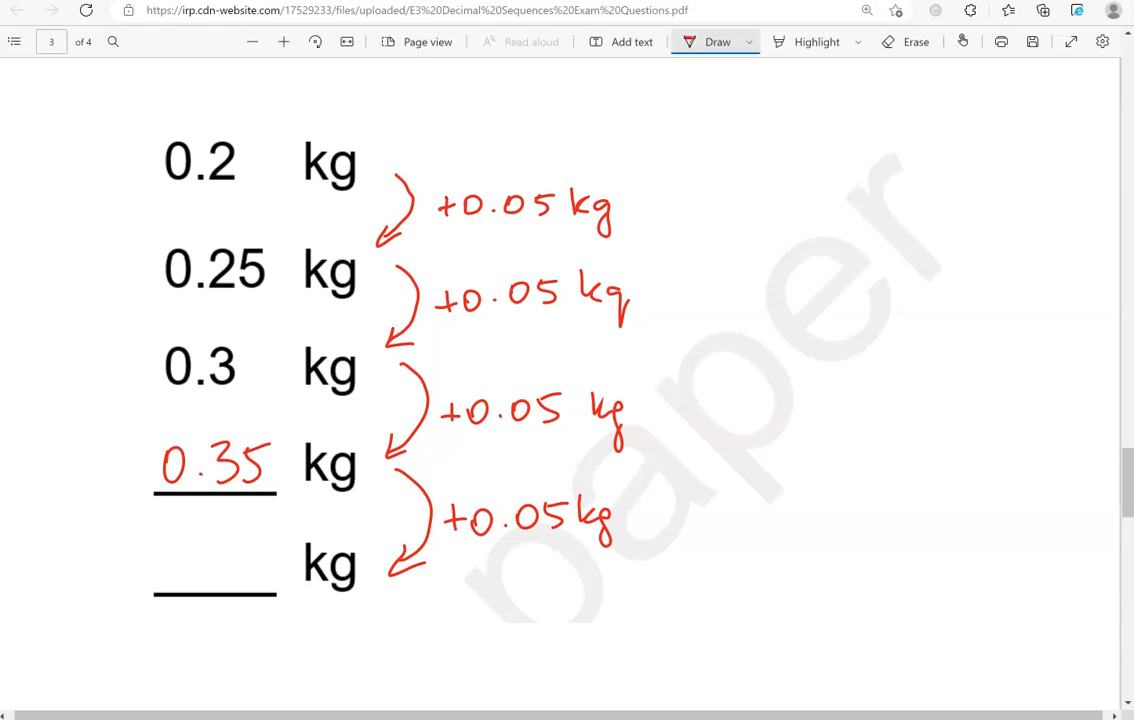 https://irp.cdn-website.com/17529233/files/uploaded/E3%20Decimal%20Sequences%20Exam%20Questions.pdf
3 of 4 Page view Read aloud Add text Draw Highlight Erase
0.2 kg
+0.05 kg
0.25 kg
+0.05 kg
0.3 kg
+0.05 kg
0.35 kg
+0.05 kg
kg
paper